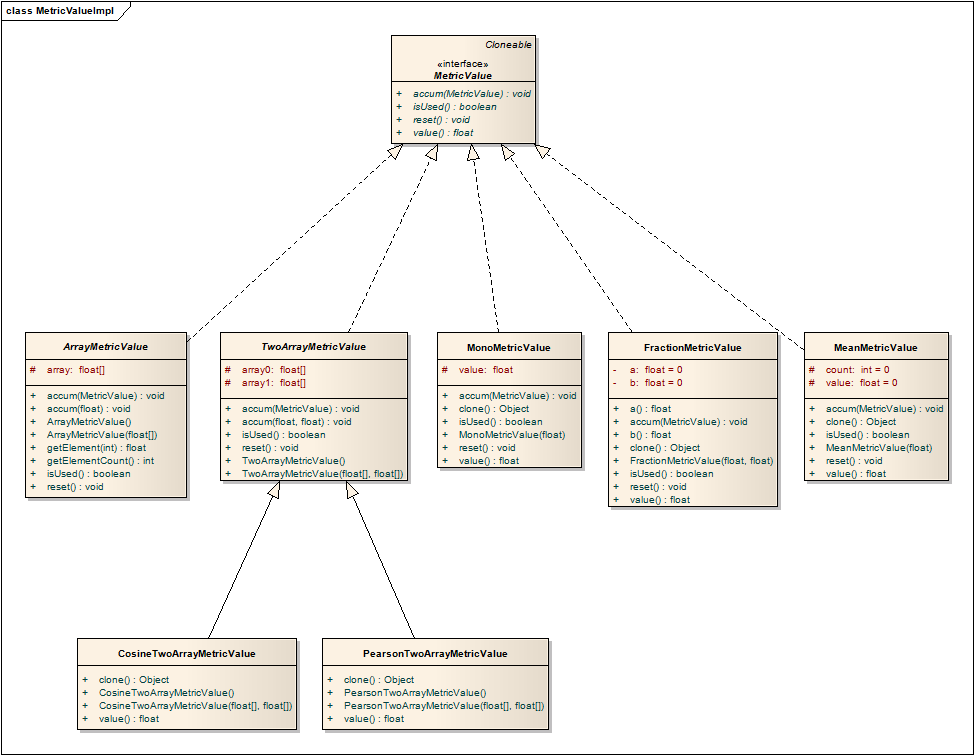 class MetricValueImpl
Cloneable
«interface»
MetricValue
+ accum(MetricValue) : void
+ isUsed() : boolean
+ reset() : void
+ value() : float
ArrayMetricValue
# array: float[]
+ accum(MetricValue) : void
+ accum(float) : void
+ ArrayMetricValue()
+ ArrayMetricValue(float[])
+ getElement(int) : float
+ getElementCount() : int
+ isUsed() : boolean
+ reset() : void
TwoArrayMetricValue
# array0: float[]
# array1: float[]
+ accum(MetricValue) : void
+ accum(float, float) : void
+ isUsed() : boolean
+ reset() : void
+ TwoArrayMetricValue()
+ TwoArrayMetricValue(float[], float[])
MonoMetricValue
# value: float
+ accum(MetricValue) : void
+ clone() : Object
+ isUsed() : boolean
+ MonoMetricValue(float)
+ reset() : void
+ value() : float
FractionMetricValue
- a: float = 0
- b: float = 0
+ a() : float
+ accum(MetricValue) : void
+ b() : float
+ clone() : Object
+ FractionMetricValue(float, float)
+ isUsed() : boolean
+ reset() : void
+ value() : float
MeanMetricValue
# count: int = 0
# value: float = 0
+ accum(MetricValue) : void
+ clone() : Object
+ isUsed() : boolean
+ MeanMetricValue(float)
+ reset() : void
+ value() : float
CosineTwoArrayMetricValue
+ clone() : Object
+ CosineTwoArrayMetricValue()
+ CosineTwoArrayMetricValue(float[], float[])
+ value() : float
PearsonTwoArrayMetricValue
+ clone() : Object
+ PearsonTwoArrayMetricValue()
+ PearsonTwoArrayMetricValue(float[], float[])
+ value() : float